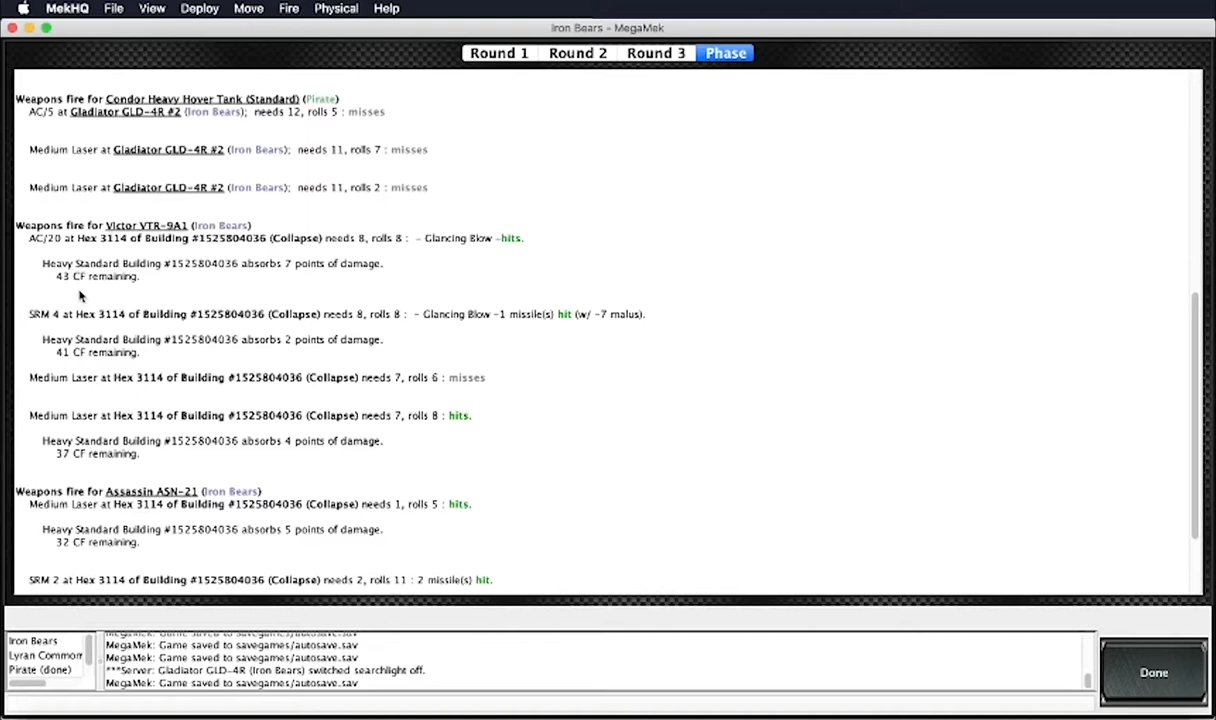 MekHQ File View Deploy Move Fire Physical Help
Iron Bears - MegaMek
Round 1 Round 2 Round 3 Phase
Weapons fire for Condor Heavy Hover Tank (Standard) (Pirate)
AC/5 at Gladiator GLD-4R #2 (Iron Bears); needs 12, rolls 5 : misses
Medium Laser at Gladiator GLD-4R #2 (Iron Bears); needs 11, rolls 7 : misses
Medium Laser at Gladiator GLD-4R #2 (Iron Bears); needs 11, rolls 2 : misses
Weapons fire for Victor VTR-9A1 (Iron Bears)
AC/20 at Hex 3114 of Building #1525804036 (Collapse) needs 8, rolls 8 : - Glancing Blow -hits.
Heavy Standard Building #1525804036 absorbs 7 points of damage.
43 CF remaining.
SRM 4 at Hex 3114 of Building #1525804036 (Collapse) needs 8, rolls 8 : - Glancing Blow -1 missile(s) hit (w/ -7 malus).
Heavy Standard Building #1525804036 absorbs 2 points of damage.
41 CF remaining.
Medium Laser at Hex 3114 of Building #1525804036 (Collapse) needs 7, rolls 6 : misses
Medium Laser at Hex 3114 of Building #1525804036 (Collapse) needs 7, rolls 8 : hits.
Heavy Standard Building #1525804036 absorbs 4 points of damage.
37 CF remaining.
Weapons fire for Assassin ASN-21 (Iron Bears)
Medium Laser at Hex 3114 of Building #1525804036 (Collapse) needs 1, rolls 5 : hits.
Heavy Standard Building #1525804036 absorbs 5 points of damage.
32 CF remaining.
SRM 2 at Hex 3114 of Building #1525804036 (Collapse) needs 2, rolls 11 : 2 missile(s) hit.
Iron Bears
Lyran Common
Pirate (done)
MegaMek: Game saved to savegames/autosave.sav
MegaMek: Game saved to savegames/autosave.sav
MegaMek: Game saved to savegames/autosave.sav
***Server: Gladiator GLD-4R (Iron Bears) switched searchlight off.
MegaMek: Game saved to savegames/autosave.sav
Done